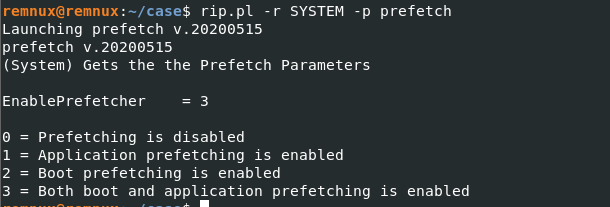 remnux@remnux:~/case$ rip.pl -r SYSTEM -p prefetch
Launching prefetch v.20200515
prefetch v.20200515
(System) Gets the the Prefetch Parameters
EnablePrefetcher    = 3
0 = Prefetching is disabled
1 = Application prefetching is enabled
2 = Boot prefetching is enabled
3 = Both boot and application prefetching is enabled
remnux@remnux:~/case$